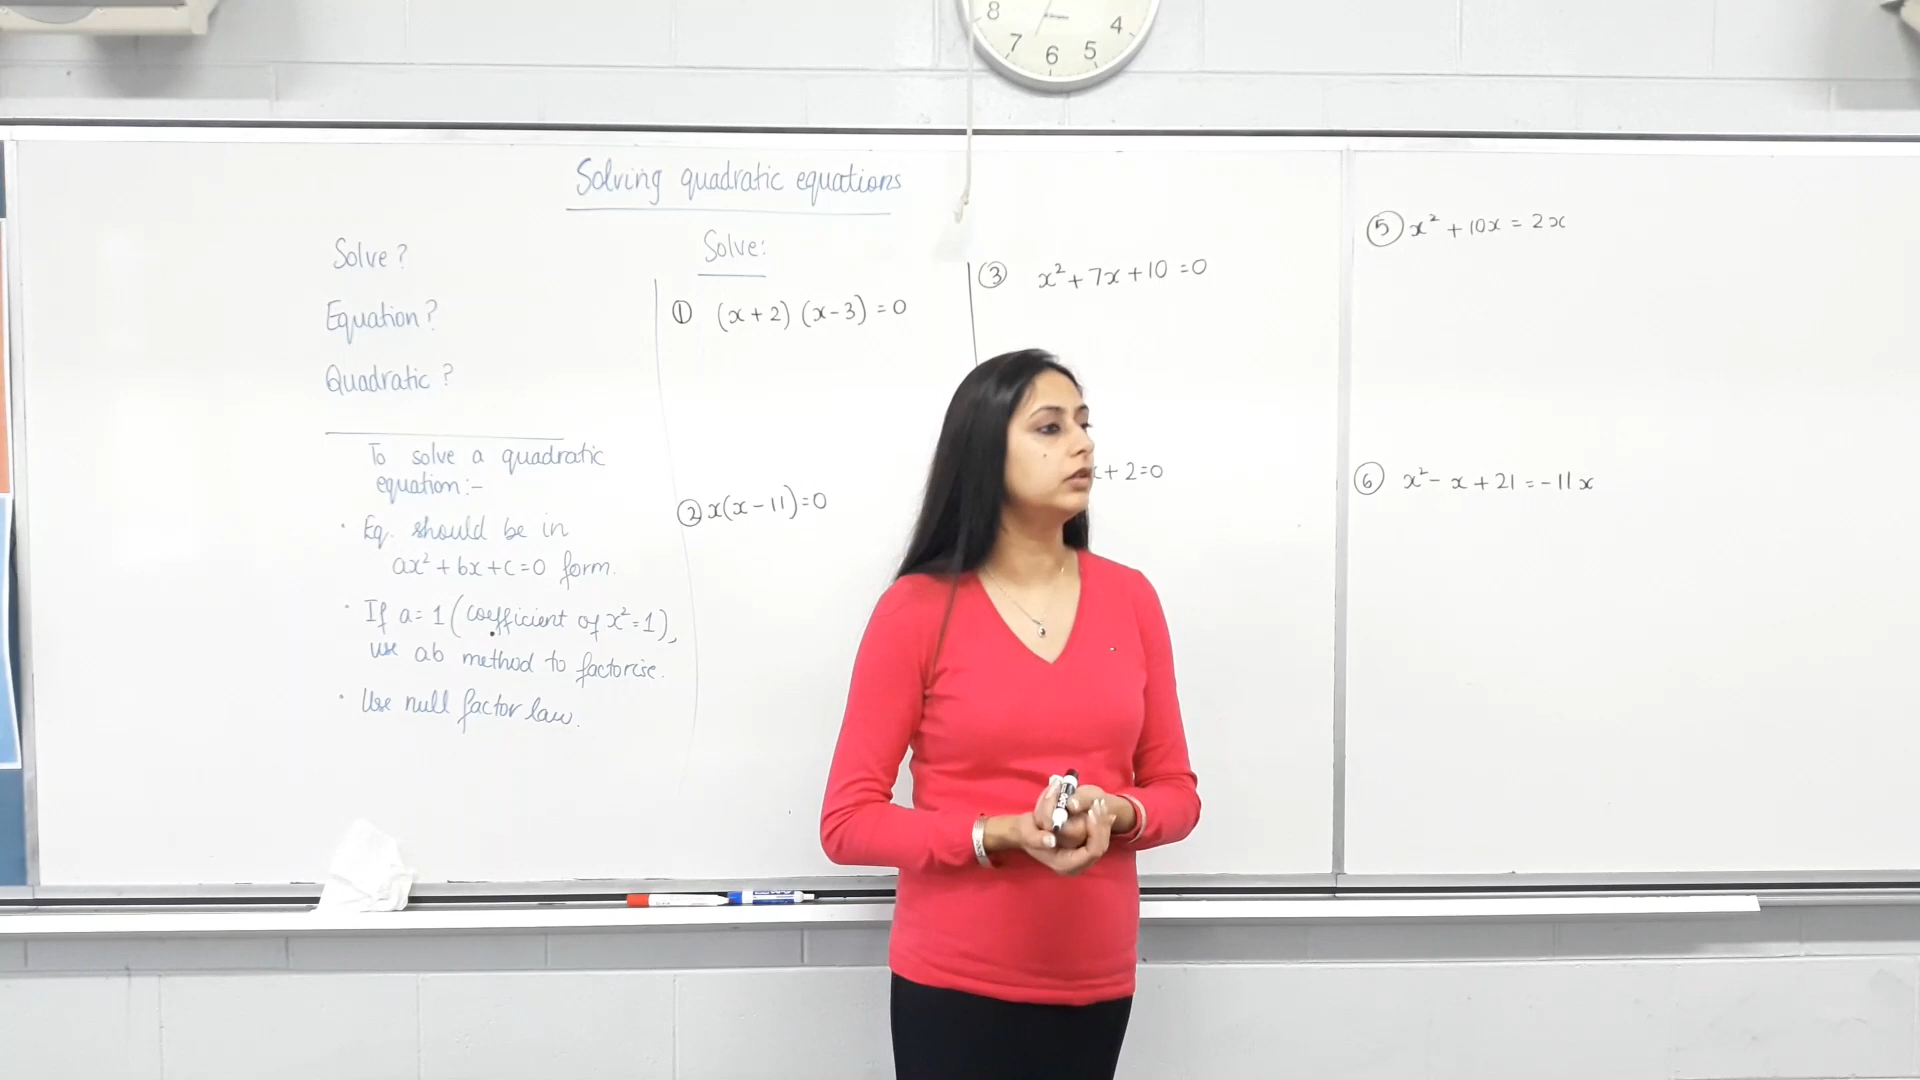 8 7 6 5 4
Solving quadratic equations
Solve?
Equation?
Quadratic?
To solve a quadratic
equation:-
· Eq. should be in
ax² + bx + c = 0 form.
· If a = 1 (coefficient of x² = 1),
use ab method to factorise.
· Use null factor law.
Solve:
① (x + 2) (x - 3) = 0
② x(x - 11) = 0
③ x² + 7x + 10 = 0
x + 2 = 0
⑤ x² + 10x = 2x
⑥ x² - x + 21 = -11x